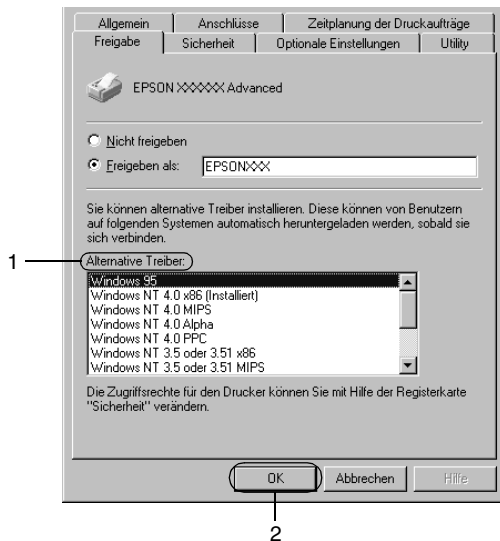 Allgemein
Anschlüsse
Zeitplanung der Druckaufträge
Freigabe
Sicherheit
Optionale Einstellungen
Utility
EPSON XXXXXX Advanced
Nicht freigeben
Freigeben als:
EPSONXXX
Sie können alternative Treiber installieren. Diese können von Benutzern
auf folgenden Systemen automatisch heruntergeladen werden, sobald sie
sich verbinden.
1
Alternative Treiber:
Windows 95
Windows NT 4.0 x86 (Installiert)
Windows NT 4.0 MIPS
Windows NT 4.0 Alpha
Windows NT 4.0 PPC
Windows NT 3.5 oder 3.51 x86
Windows NT 3.5 oder 3.51 MIPS
Die Zugriffsrechte für den Drucker können Sie mit Hilfe der Registerkarte
"Sicherheit" verändern.
OK
Abbrechen
Hilfe
2